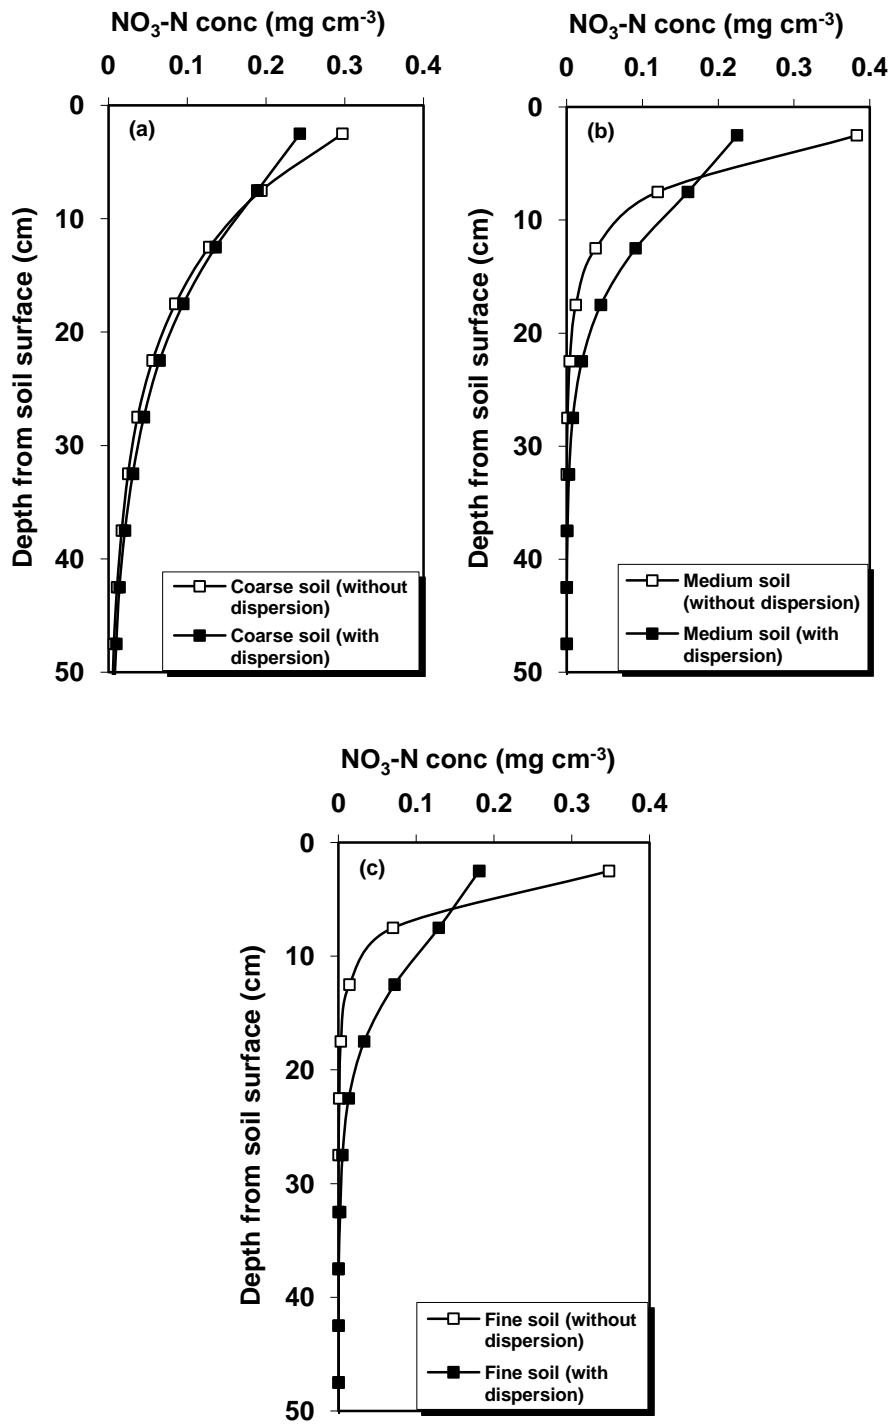 NO₃-N conc (mg cm⁻³)
0 0.1 0.2 0.3 0.4
0
10
20
30
40
50
Depth from soil surface (cm)
(a)
Coarse soil (without
dispersion)
Coarse soil (with
dispersion)
NO₃-N conc (mg cm⁻³)
0 0.1 0.2 0.3 0.4
0
10
20
30
40
50
Depth from soil surface (cm)
(b)
Medium soil
(without dispersion)
Medium soil (with
dispersion)
NO₃-N conc (mg cm⁻³)
0 0.1 0.2 0.3 0.4
0
10
20
30
40
50
Depth from soil surface (cm)
(c)
Fine soil (without
dispersion)
Fine soil (with
dispersion)